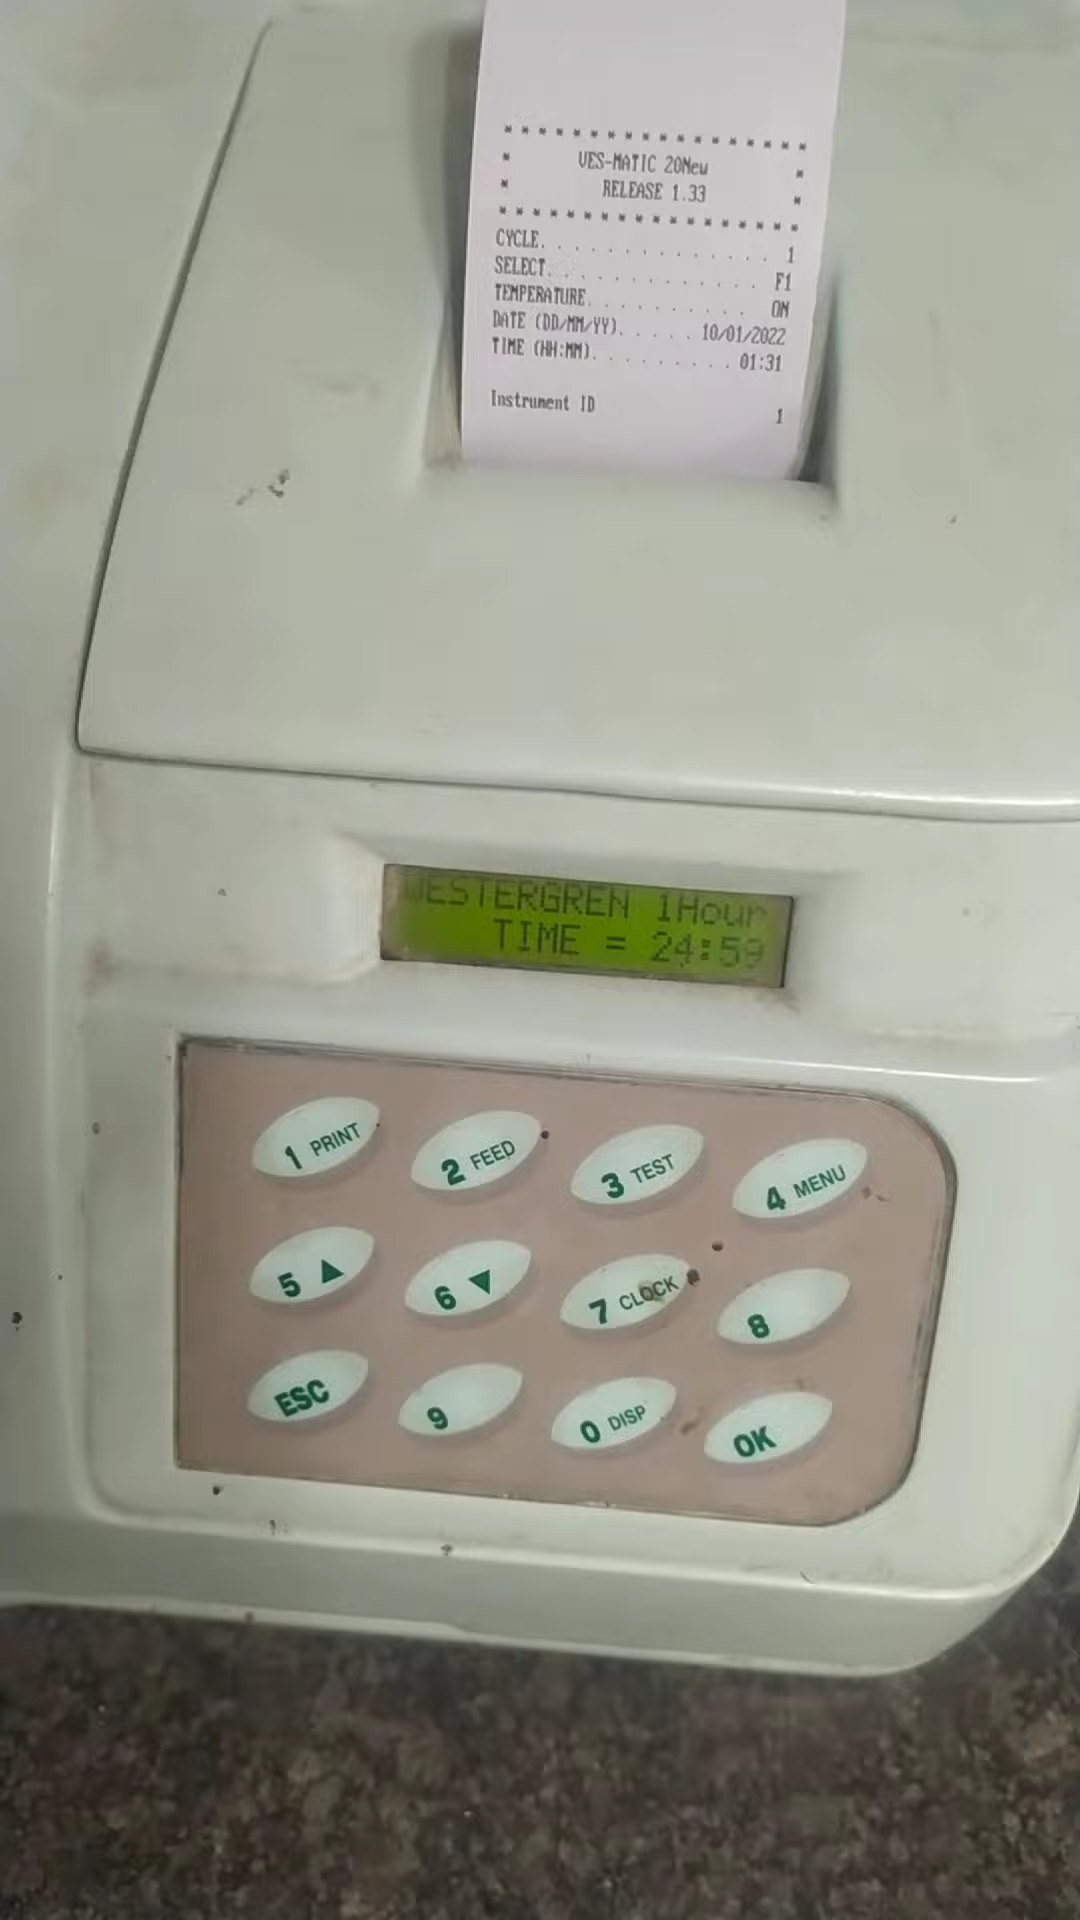 * * * * * * * * * * * * * * * * * *
* VES-MATIC 20New *
* RELEASE 1.33 *
* * * * * * * * * * * * * * * * * *
CYCLE. . . . . . . . . . . . . . 1
SELECT. . . . . . . . . . . . . F1
TEMPERATURE. . . . . . . . . . ON
DATE (DD/MM/YY). . . . . 10/01/2022
TIME (HH:MM). . . . . . . . . 01:31
Instrument ID 1
WESTERGREN 1Hour
TIME = 24:59
1 PRINT 2 FEED 3 TEST 4 MENU
5 ▲ 6 ▼ 7 CLOCK 8
ESC 9 0 DISP OK